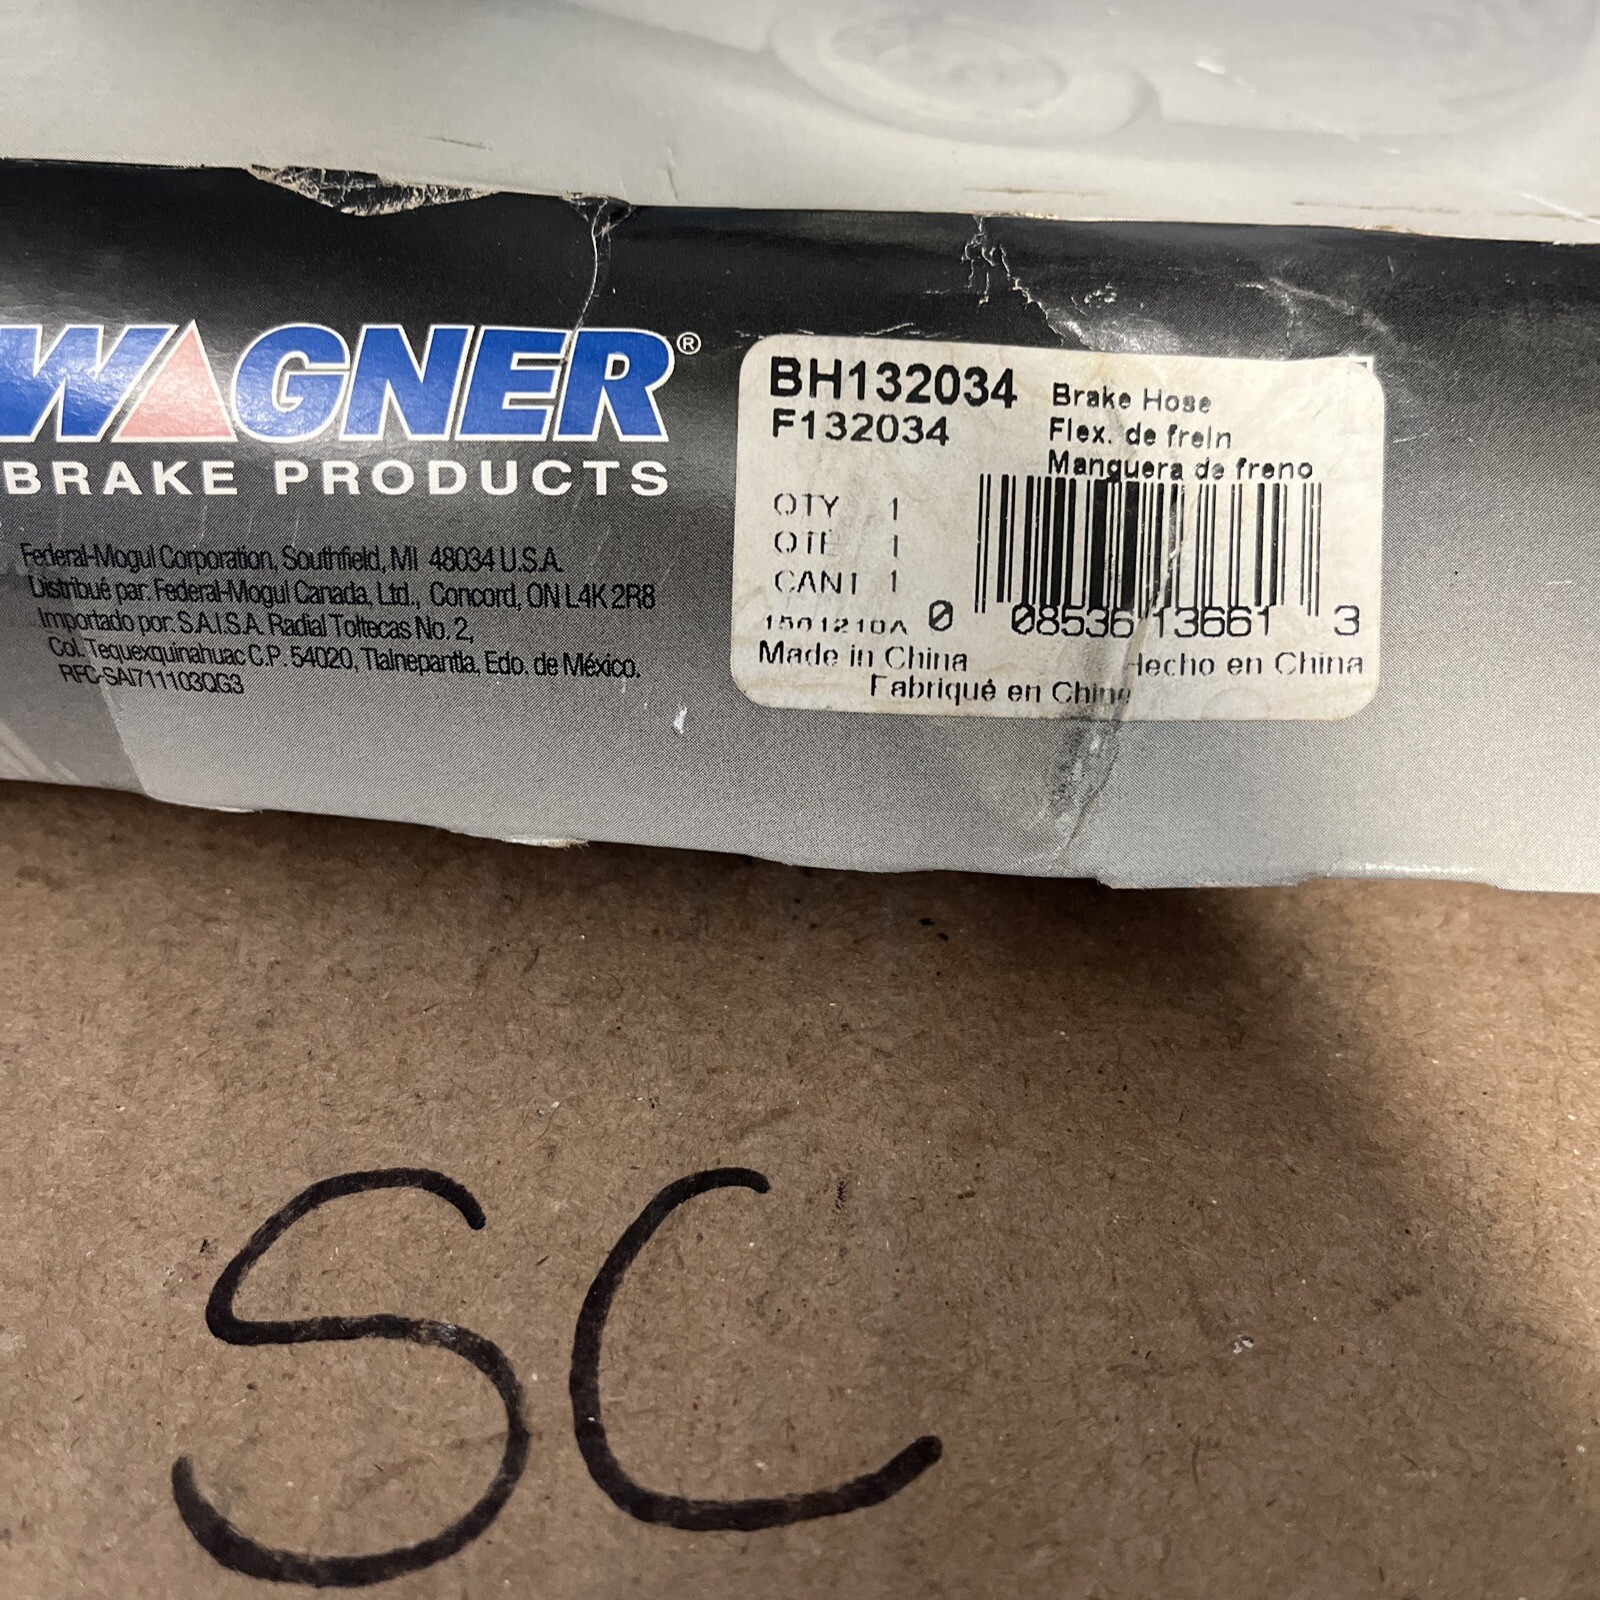 WAGNER®
BRAKE PRODUCTS
Federal-Mogul Corporation, Southfield, MI 48034 U.S.A.
Distribué par: Federal-Mogul Canada, Ltd., Concord, ON L4K 2R8
Importado por: S.A.I.S.A. Radial Toltecas No. 2,
Col. Tequexquinahuac C.P. 54020, Tlalnepantla, Edo. de México.
RFC-SAI711103QG3
BH132034
F132034
Brake Hose
Flex. de frein
Manguera de freno
QTY 1
QTE 1
CANT 1
1501210A
0 08536 13661 3
Made in China
Hecho en China
Fabriqué en Chine
SC